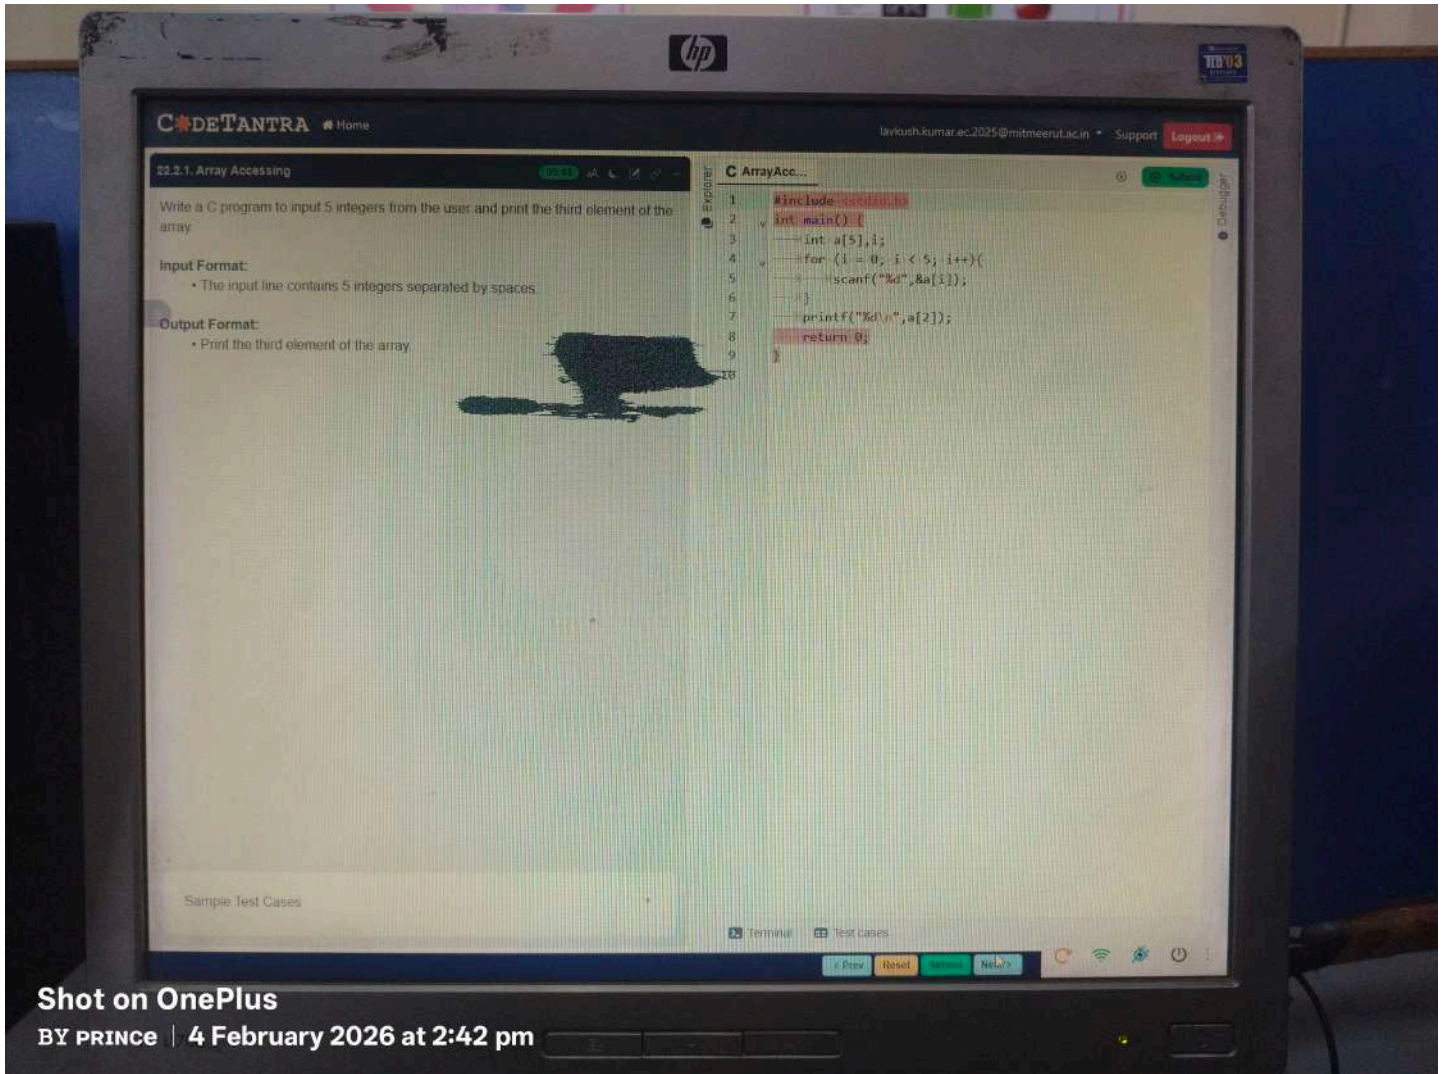 hp
CODETANTRA Home
lavkush.kumar.ec.2025@mitmeerut.ac.in Support Logout
22.2.1. Array Accessing
Write a C program to input 5 integers from the user and print the third element of the
array.
Input Format:
• The input line contains 5 integers separated by spaces.
Output Format:
• Print the third element of the array.
Sample Test Cases
Explorer
C ArrayAcc...
Submit
Debugger
1 #include <stdio.h>
2 int main() {
3 int a[5],i;
4 for (i = 0; i < 5; i++){
5 scanf("%d",&a[i]);
6 }
7 printf("%d\n",a[2]);
8 return 0;
9 }
10
Terminal Test cases
< Prev Reset Submit Next >
Shot on OnePlus
BY PRINCE | 4 February 2026 at 2:42 pm